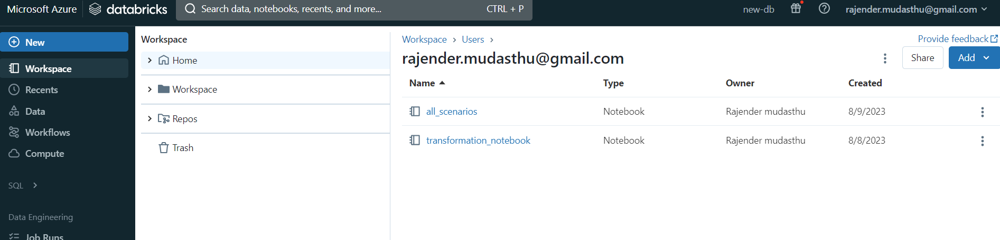 Microsoft Azure databricks Search data, notebooks, recents, and more... CTRL + P new-db rajender.mudasthu@gmail.com
New
Workspace
Recents
Data
Workflows
Compute
SQL
Data Engineering
Job Runs
Workspace
Home
Workspace
Repos
Trash
Workspace > Users >
Provide feedback
rajender.mudasthu@gmail.com
Share Add
Name Type Owner Created
all_scenarios Notebook Rajender mudasthu 8/9/2023
transformation_notebook Notebook Rajender mudasthu 8/8/2023